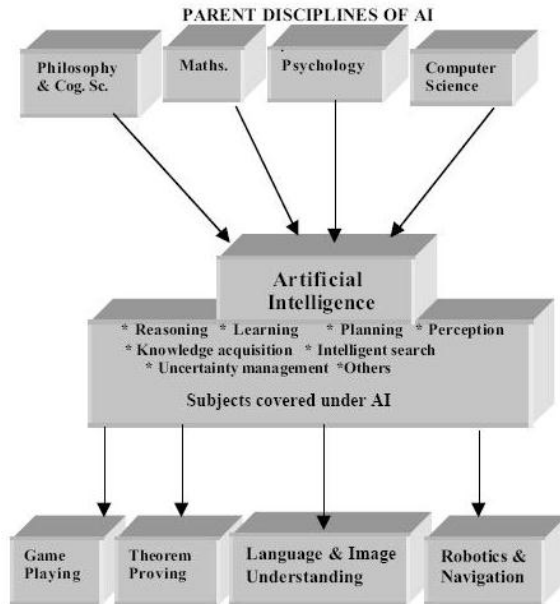 PARENT DISCIPLINES OF AI
Philosophy
& Cog. Sc.
Maths.
Psychology
Computer
Science
Artificial
Intelligence
* Reasoning * Learning * Planning * Perception
* Knowledge acquisition * Intelligent search
* Uncertainty management *Others
Subjects covered under AI
Game
Playing
Theorem
Proving
Language & Image
Understanding
Robotics &
Navigation